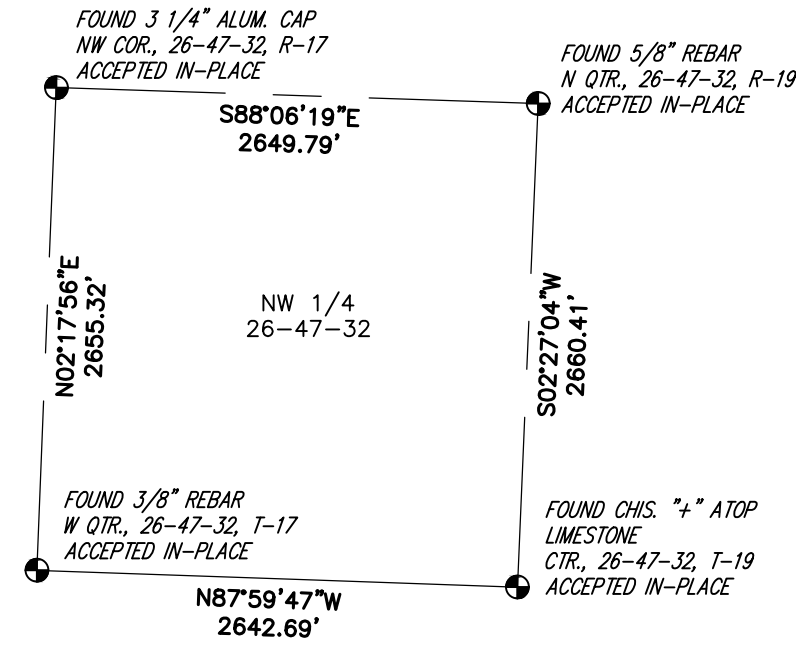 FOUND 3 1/4" ALUM. CAP
NW COR., 26-47-32, R-17
ACCEPTED IN-PLACE
FOUND 5/8" REBAR
N QTR., 26-47-32, R-19
ACCEPTED IN-PLACE
S88°06'19"E
2649.79'
N02°17'56"E
2655.32'
NW 1/4
26-47-32
S02°27'04"W
2660.41'
FOUND 3/8" REBAR
W QTR., 26-47-32, T-17
ACCEPTED IN-PLACE
FOUND CHIS. "+" ATOP
LIMESTONE
CTR., 26-47-32, T-19
ACCEPTED IN-PLACE
N87°59'47"W
2642.69'